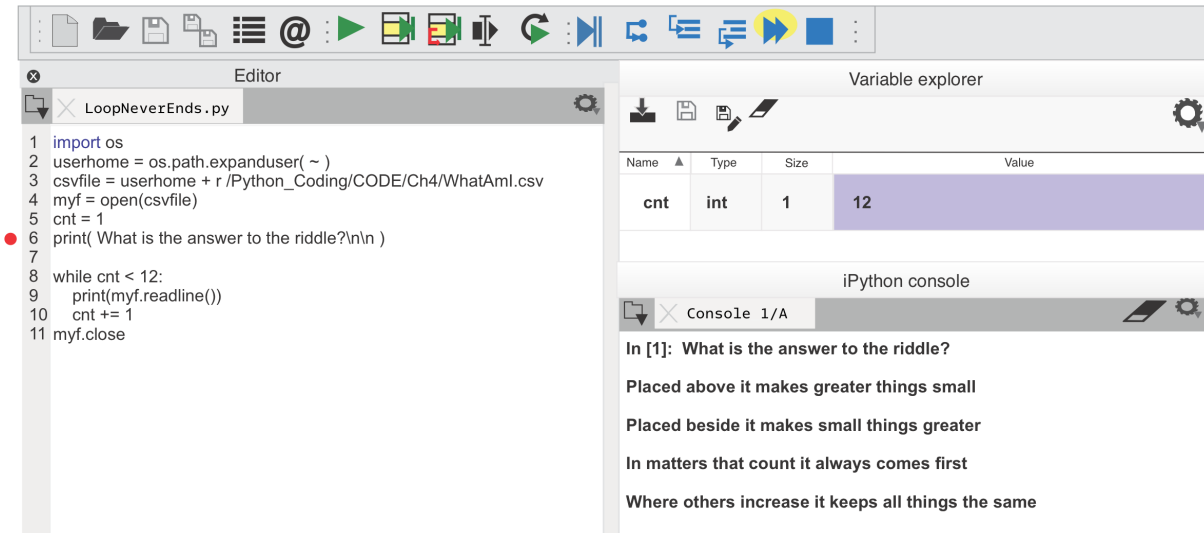 @
Editor
LoopNeverEnds.py
1 import os
2 userhome = os.path.expanduser( ~ )
3 csvfile = userhome + r /Python_Coding/CODE/Ch4/WhatAmI.csv
4 myf = open(csvfile)
5 cnt = 1
6 print( What is the answer to the riddle?\n\n )
7
8 while cnt < 12:
9 print(myf.readline())
10 cnt += 1
11 myf.close
Variable explorer
Name Type Size Value
cnt int 1 12
iPython console
Console 1/A
In [1]: What is the answer to the riddle?
Placed above it makes greater things small
Placed beside it makes small things greater
In matters that count it always comes first
Where others increase it keeps all things the same